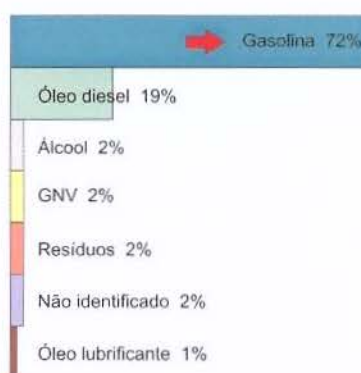 Gasolina 72%
Óleo diesel 19%
Álcool 2%
GNV 2%
Resíduos 2%
Não identificado 2%
Óleo lubrificante 1%